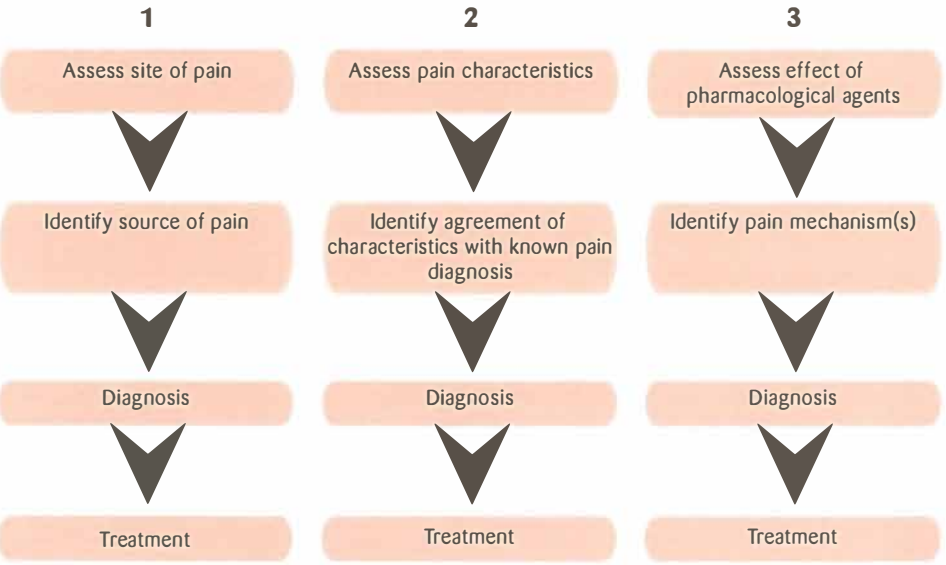 1
Assess site of pain
Identify source of pain
Diagnosis
Treatment
2
Assess pain characteristics
Identify agreement of
characteristics with known pain
diagnosis
Diagnosis
Treatment
3
Assess effect of
pharmacological agents
Identify pain mechanism(s)
Diagnosis
Treatment